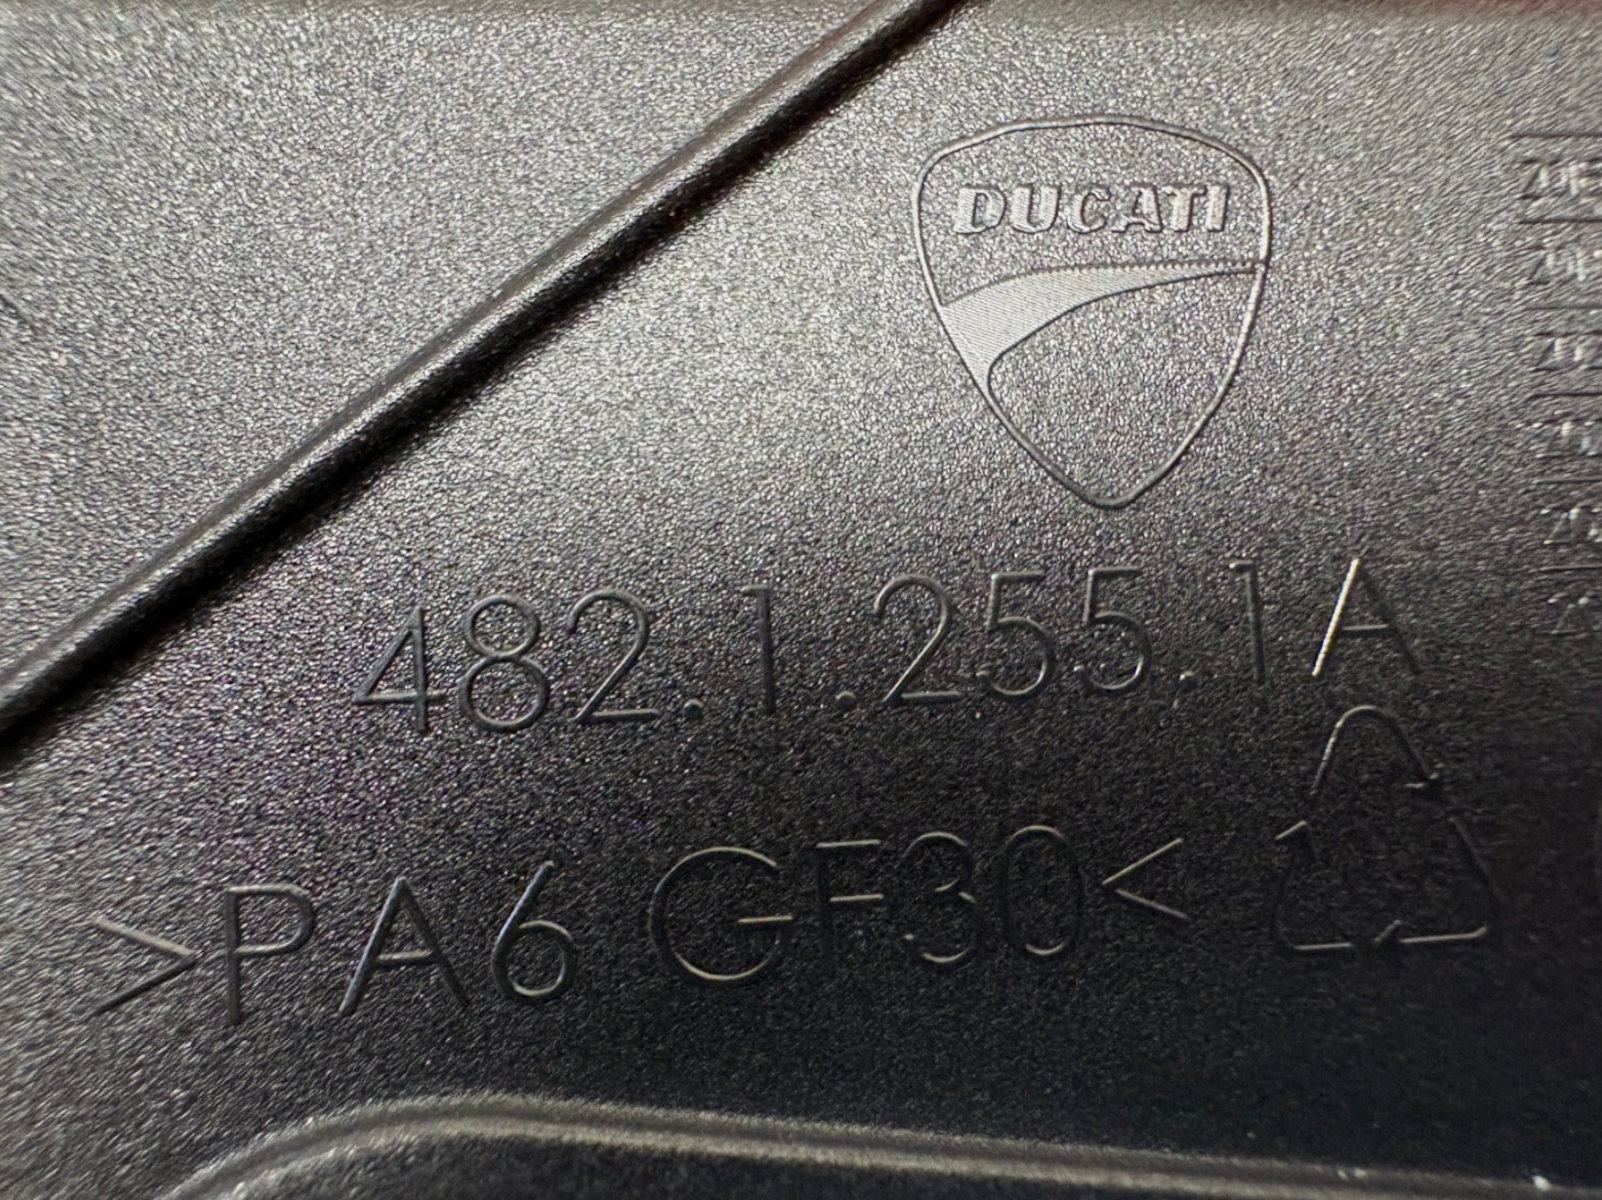 DUCATI
482.1.255.1A
>PA6 GF30<